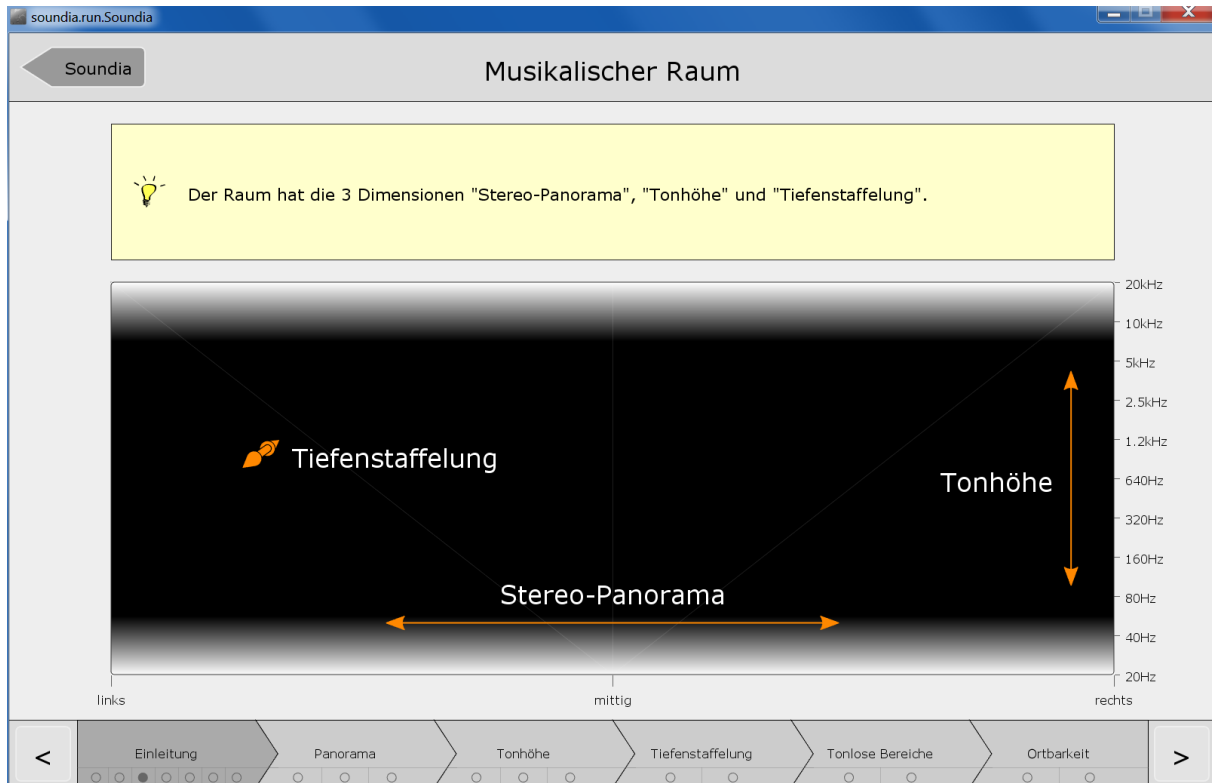 soundia.run.Soundia
Soundia
Musikalischer Raum
Der Raum hat die 3 Dimensionen "Stereo-Panorama", "Tonhöhe" und "Tiefenstaffelung".
20kHz
10kHz
5kHz
2.5kHz
1.2kHz
640Hz
320Hz
160Hz
80Hz
40Hz
20Hz
Tiefenstaffelung
Tonhöhe
Stereo-Panorama
links
mittig
rechts
<
Einleitung
Panorama
Tonhöhe
Tiefenstaffelung
Tonlose Bereiche
Ortbarkeit
>